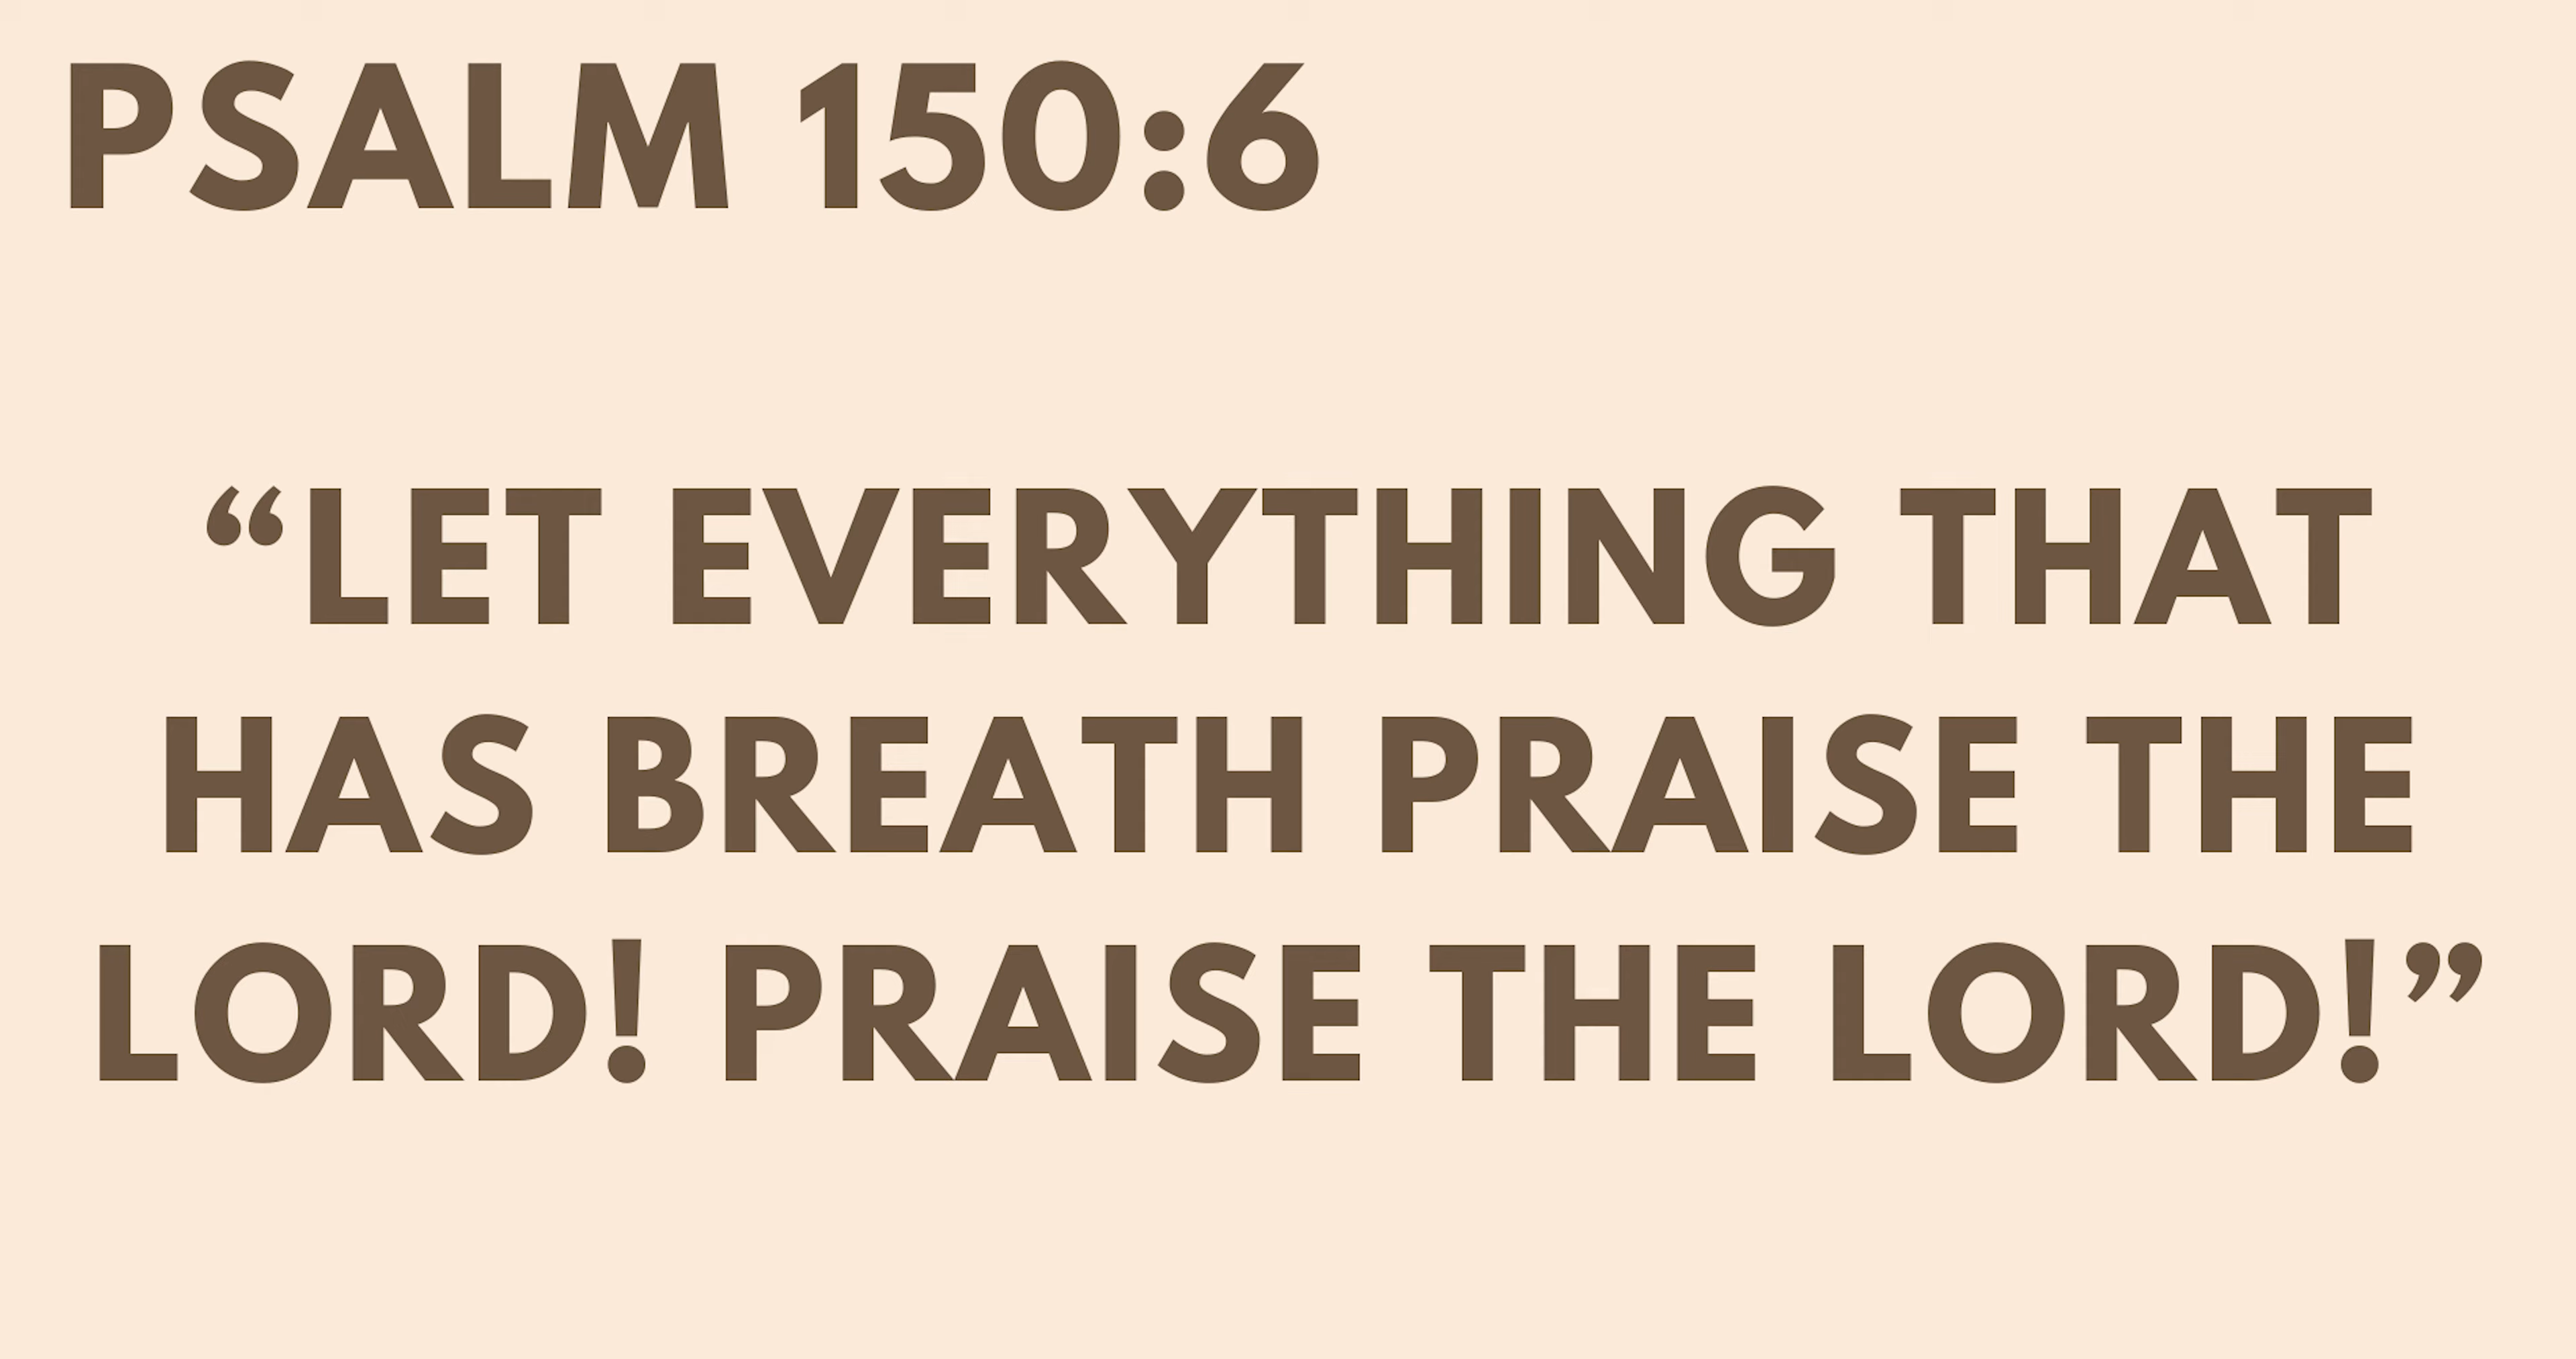 PSALM 150:6
“LET EVERYTHING THAT
HAS BREATH PRAISE THE
LORD! PRAISE THE LORD!”